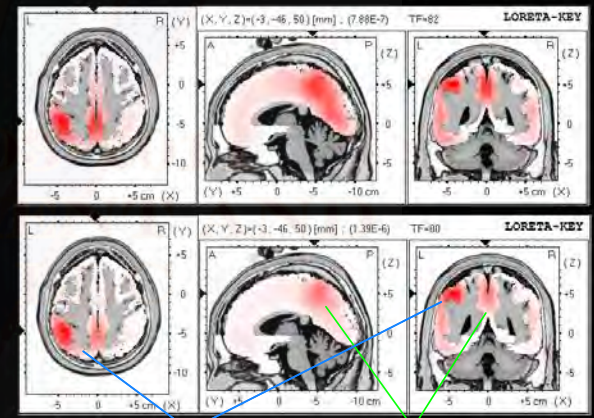 (X, Y, Z)=(-3, -46, 50) [mm] ; (7.88E-7) TF=82 LORETA-KEY
L R (Y) A P (Z) L R (Z)
+5 +5 +5
0
-5 0 0
-10 -5 -5
-5 0 +5 cm (X) (Y) +5 0 -5 -10 cm -5 0 +5 cm (X)
(X, Y, Z)=(-3, -46, 50) [mm] ; (1.39E-6) TF=80 LORETA-KEY
L R (Y) A P (Z) L R (Z)
+5 +5 +5
0
-5 0 0
-10 -5 -5
-5 0 +5 cm (X) (Y) +5 0 -5 -10 cm -5 0 +5 cm (X)